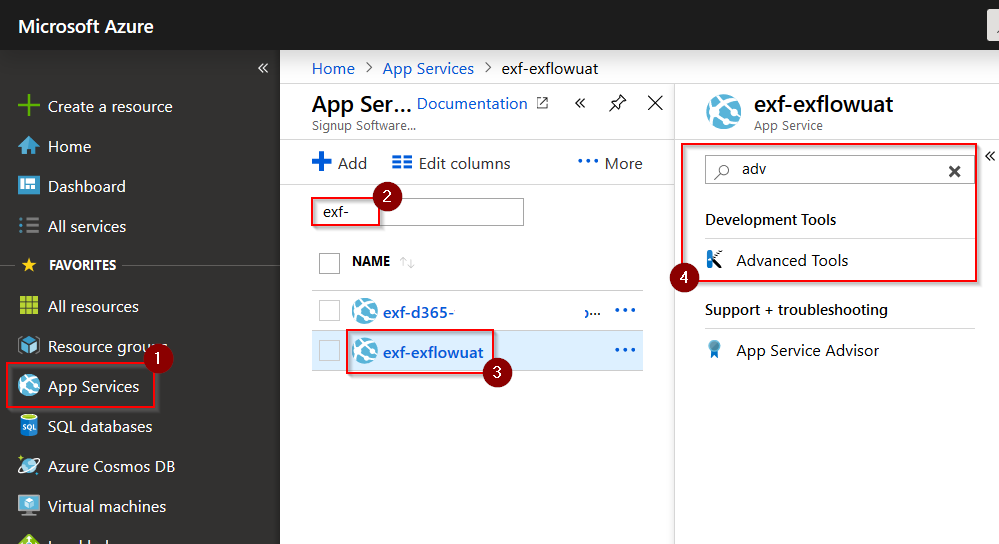 Microsoft Azure
Create a resource
Home
Dashboard
All services
FAVORITES
All resources
Resource
1
App Services
SQL
SQL databases
Azure Cosmos DB
Virtual machines
Home > App Services > exf-exflowuat
App Ser... Documentation
Signup Software...
Add Edit columns ... More
2
exf-
NAME
exf-d365- ...
exf-exflowuat ...
3
exf-exflowuat
App Service
adv
Development Tools
Advanced Tools
4
Support + troubleshooting
App Service Advisor